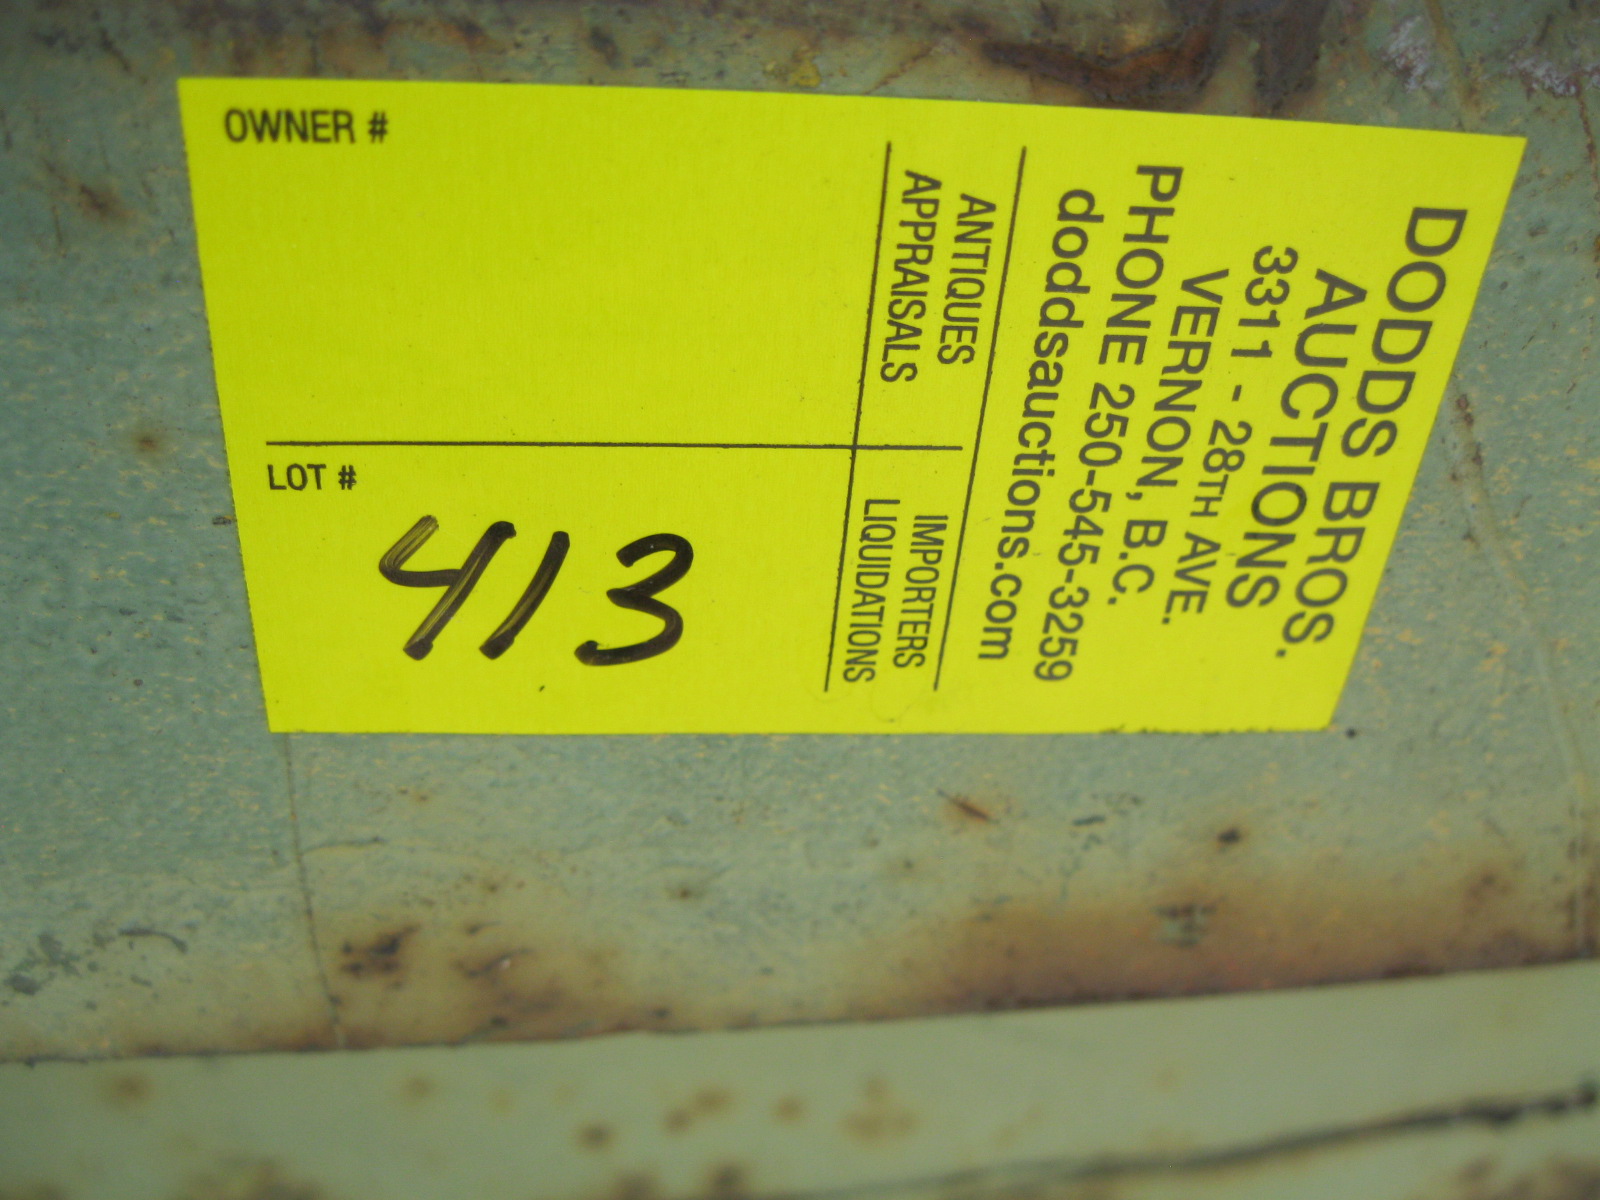 DODDS BROS.
AUCTIONS
3311 - 28TH AVE.
VERNON, B.C.
PHONE 250-545-3259
doddsauctions.com
ANTIQUES
APPRAISALS
IMPORTERS
LIQUIDATIONS
OWNER #
LOT #
413